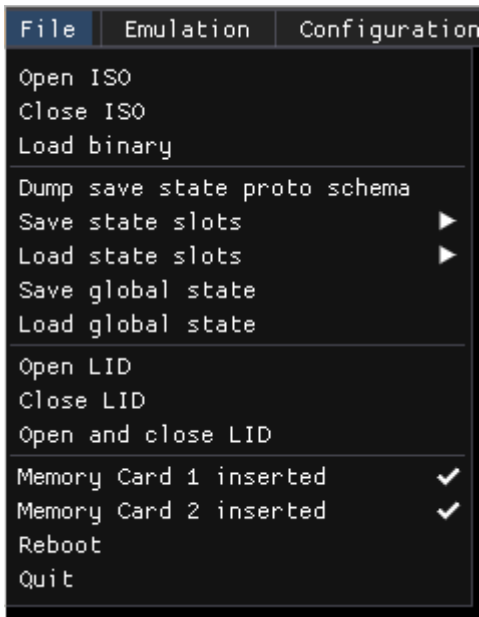 File Emulation Configuration
Open ISO
Close ISO
Load binary
Dump save state proto schema
Save state slots
Load state slots
Save global state
Load global state
Open LID
Close LID
Open and close LID
Memory Card 1 inserted
Memory Card 2 inserted
Reboot
Quit